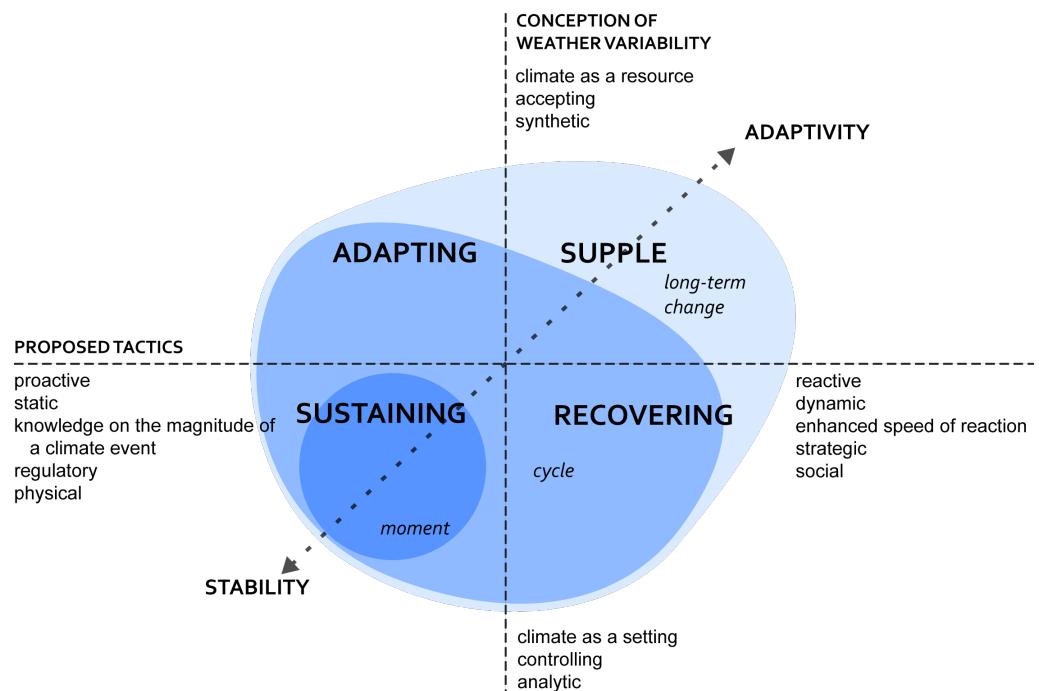 CONCEPTION OF
WEATHER VARIABILITY
climate as a resource
accepting
synthetic
ADAPTIVITY
ADAPTING
SUPPLE
long-term
change
PROPOSED TACTICS
proactive
static
knowledge on the magnitude of
a climate event
regulatory
physical
reactive
dynamic
enhanced speed of reaction
strategic
social
SUSTAINING
RECOVERING
cycle
moment
STABILITY
climate as a setting
controlling
analytic